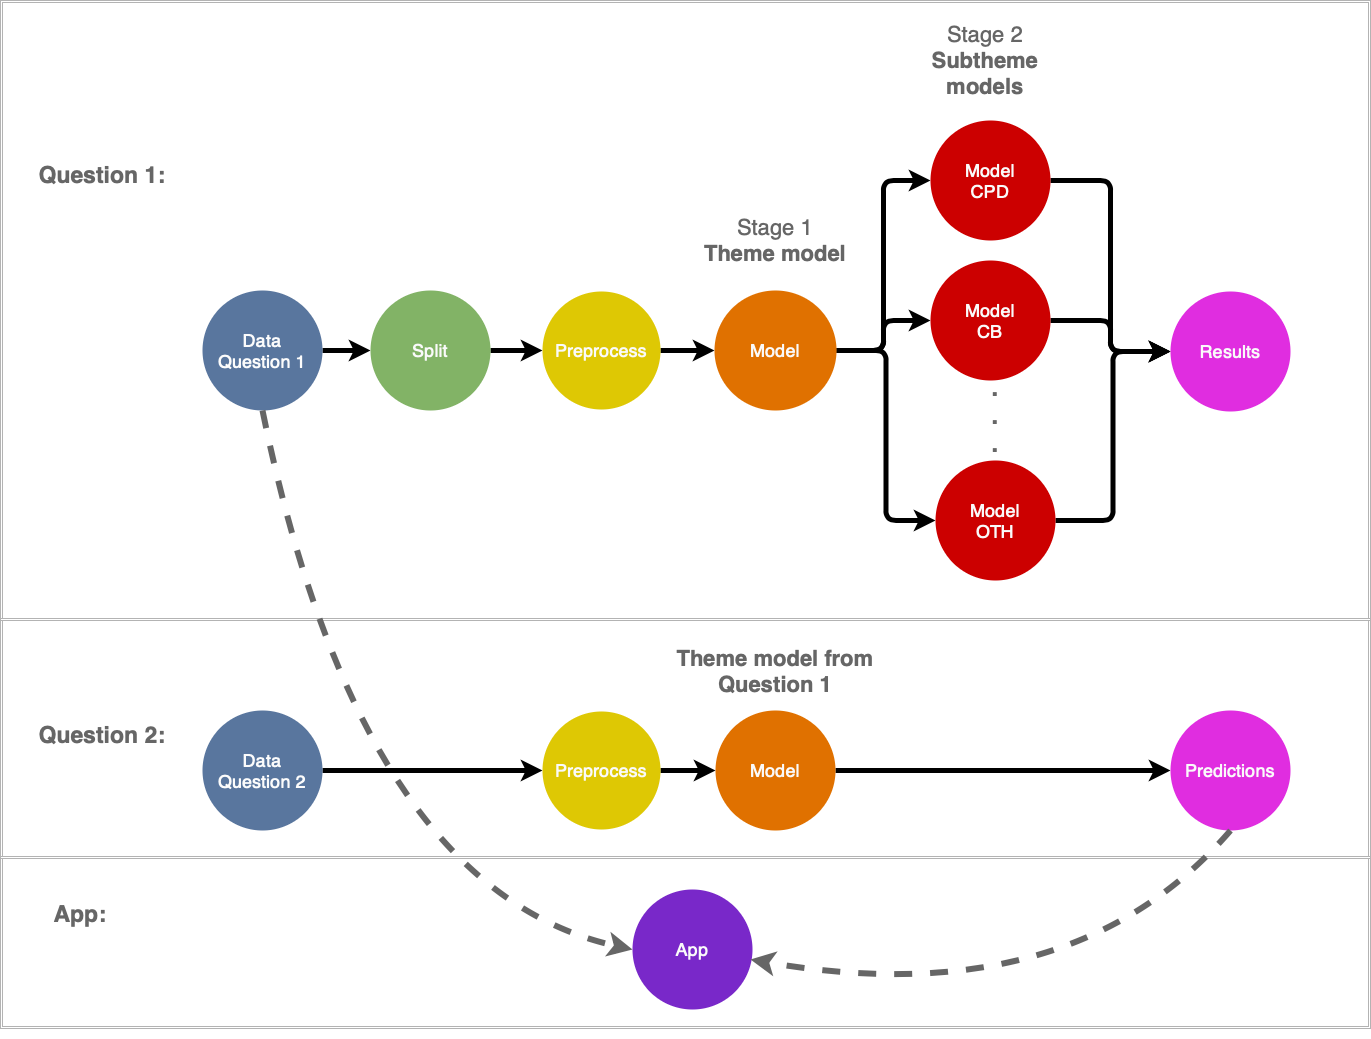 Stage 2
Subtheme
models
Question 1:
Model
CPD
Stage 1
Theme model
Model
CB
Data
Question 1
Split
Preprocess
Model
Results
.
.
.
Model
OTH
Theme model from
Question 1
Question 2:
Data
Question 2
Preprocess
Model
Predictions
App:
App